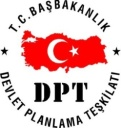 T.C. BAŞBAKANLIK
DPT
DEVLET PLANLAMA TEŞKİLATI